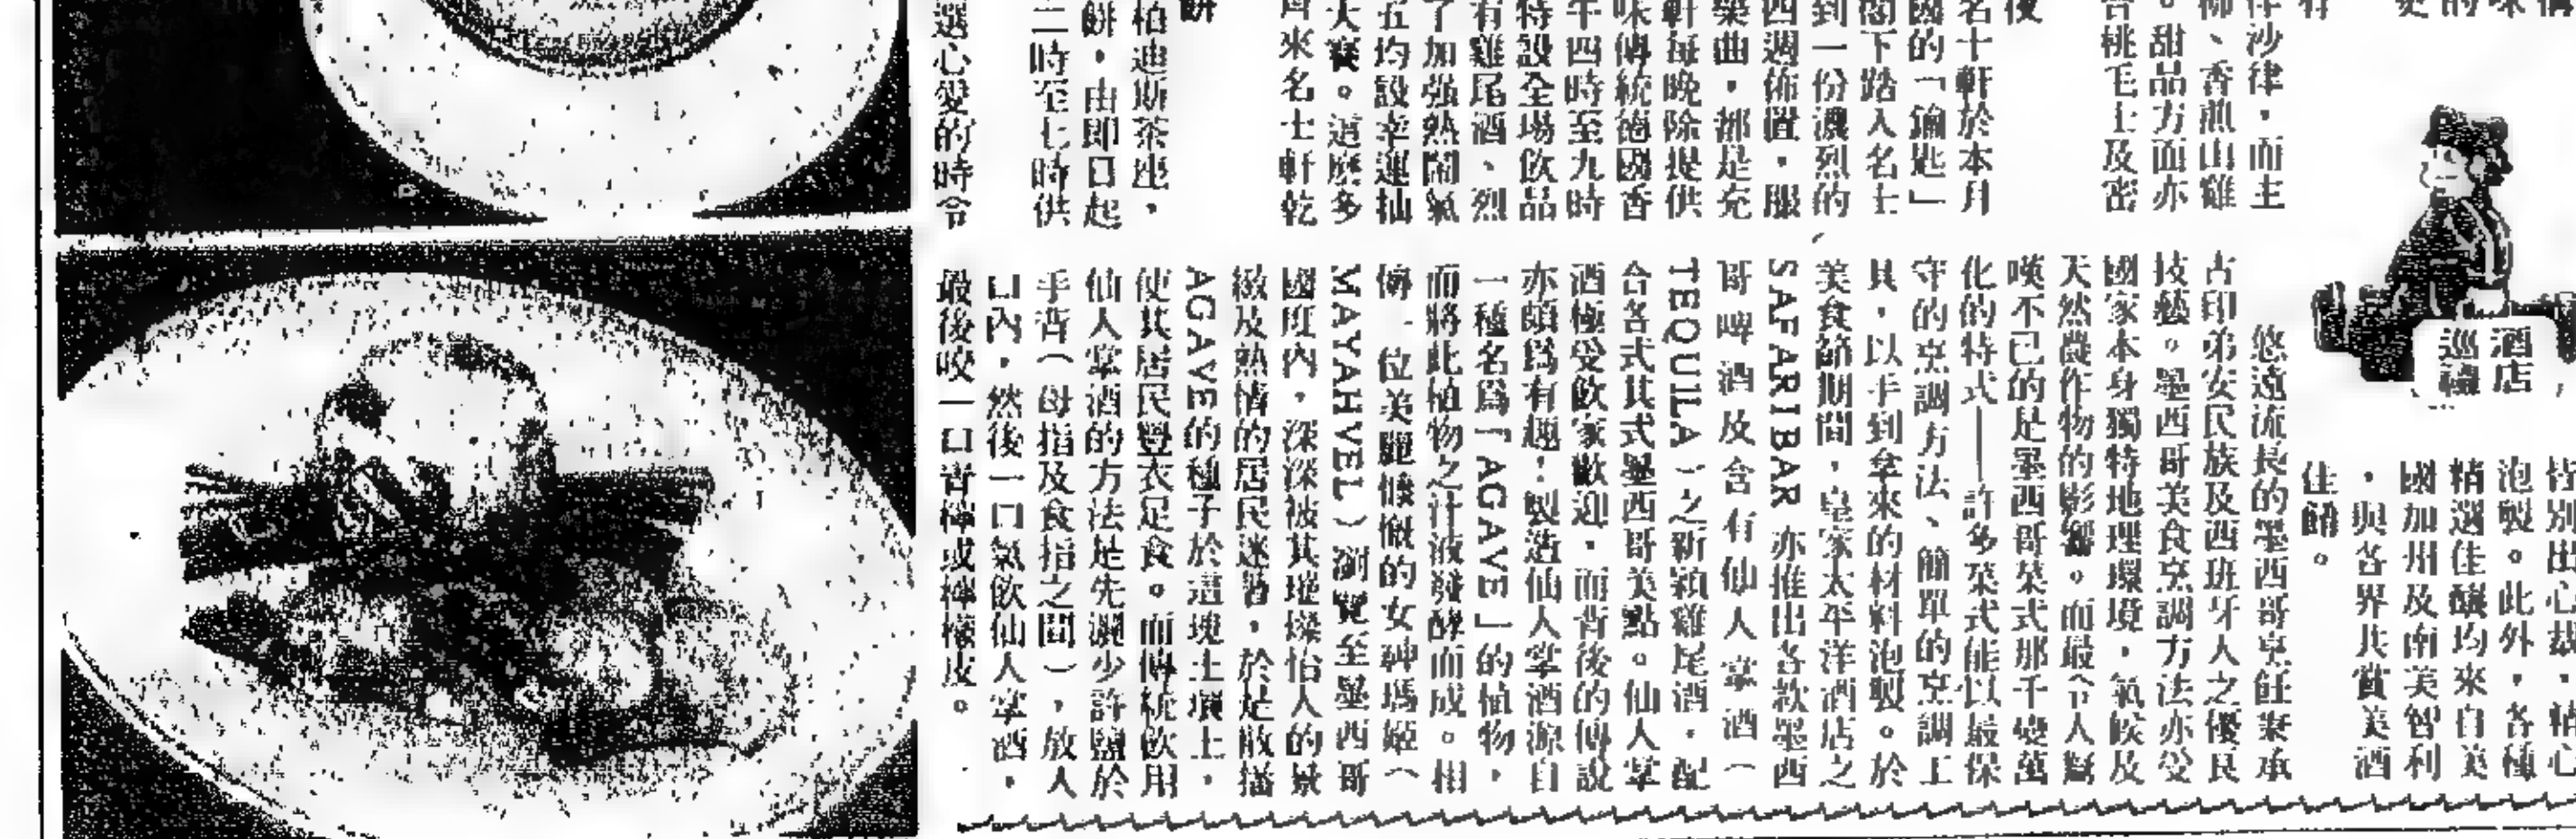 備
味
的
更
有
律沙律，而主
柳、香煎山雞
。甜品方面亦
合桃毛士及密
後
名士軒於本月
國的「鑰匙」
閣下踏入名士
到一份濃烈的
四週佈置，服
樂曲，都是充
軒每晚除提供
味傳統德國香
午四時至九時
特設全場飲品
有雞尾酒、烈
了加强熱鬧氣
五均設幸運抽
大賽。這麼多
齊來名士軒乾
餅
柏迪斯茶座，
餅，由即日起
二時至七時供
選心愛的時令
酒店
巡禮
特別出心裁，精心
泡製。此外，各種
精選佳釀均來自美
國加州及南美智利
，與各界共賞美酒
佳餚。
悠遠流長的墨西哥烹飪秉承
古印弟安民族及西班牙人之優良
技藝。墨西哥美食烹調方法亦受
國家本身獨特地理環境，氣候及
天然農作物的影響。而最令人驚
嘆不已的是墨西哥菜式那千變萬
化的特式——許多菜式能以最保
守的烹調方法、簡單的烹調工
具，以手到拿來的材料泡製。於
美食節期間，皇家太平洋酒店之
SAFARI BAR 亦推出各款墨西
哥啤酒及含有仙人掌酒（
TEQUILA）之新穎雞尾酒，配
合各式其式墨西哥美點。仙人掌
酒極受飲家歡迎，而背後的傳說
亦頗爲有趣：製造仙人掌酒源自
一種名爲「AGAVE」的植物，
而將此植物之汁液發酵而成。相
傳一位美麗慷慨的女神瑪姬（
MAYAHVEL）瀏覽至墨西哥
國度內，深深被其璀燦怡人的景
緻及熱情的居民迷着，於是散播
AGAVE的種子於這塊土壤上，
使其居民豐衣足食。而傳統飲用
仙人掌酒的方法是先灑少許鹽於
手背（母指及食指之間），放入
口內，然後一口氣飲仙人掌酒，
最後咬一口青檸或檸檬皮。